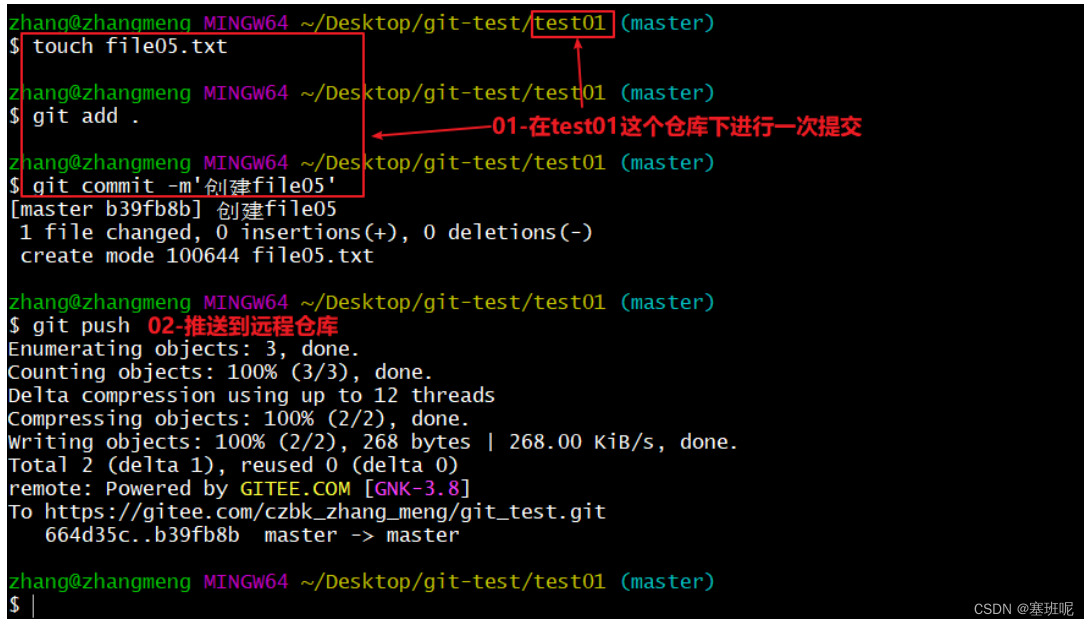 zhang@zhangmeng MINGW64 ~/Desktop/git-test/test01 (master)
$ touch file05.txt
zhang@zhangmeng MINGW64 ~/Desktop/git-test/test01 (master)
$ git add .
01-在test01这个仓库下进行一次提交
zhang@zhangmeng MINGW64 ~/Desktop/git-test/test01 (master)
$ git commit -m'创建file05'
[master b39fb8b] 创建file05
1 file changed, 0 insertions(+), 0 deletions(-)
create mode 100644 file05.txt
zhang@zhangmeng MINGW64 ~/Desktop/git-test/test01 (master)
$ git push 02-推送到远程仓库
Enumerating objects: 3, done.
Counting objects: 100% (3/3), done.
Delta compression using up to 12 threads
Compressing objects: 100% (2/2), done.
Writing objects: 100% (2/2), 268 bytes | 268.00 KiB/s, done.
Total 2 (delta 1), reused 0 (delta 0)
remote: Powered by GITEE.COM [GNK-3.8]
To https://gitee.com/czbk_zhang_meng/git_test.git
664d35c..b39fb8b master -> master
zhang@zhangmeng MINGW64 ~/Desktop/git-test/test01 (master)
$
CSDN @塞班呢